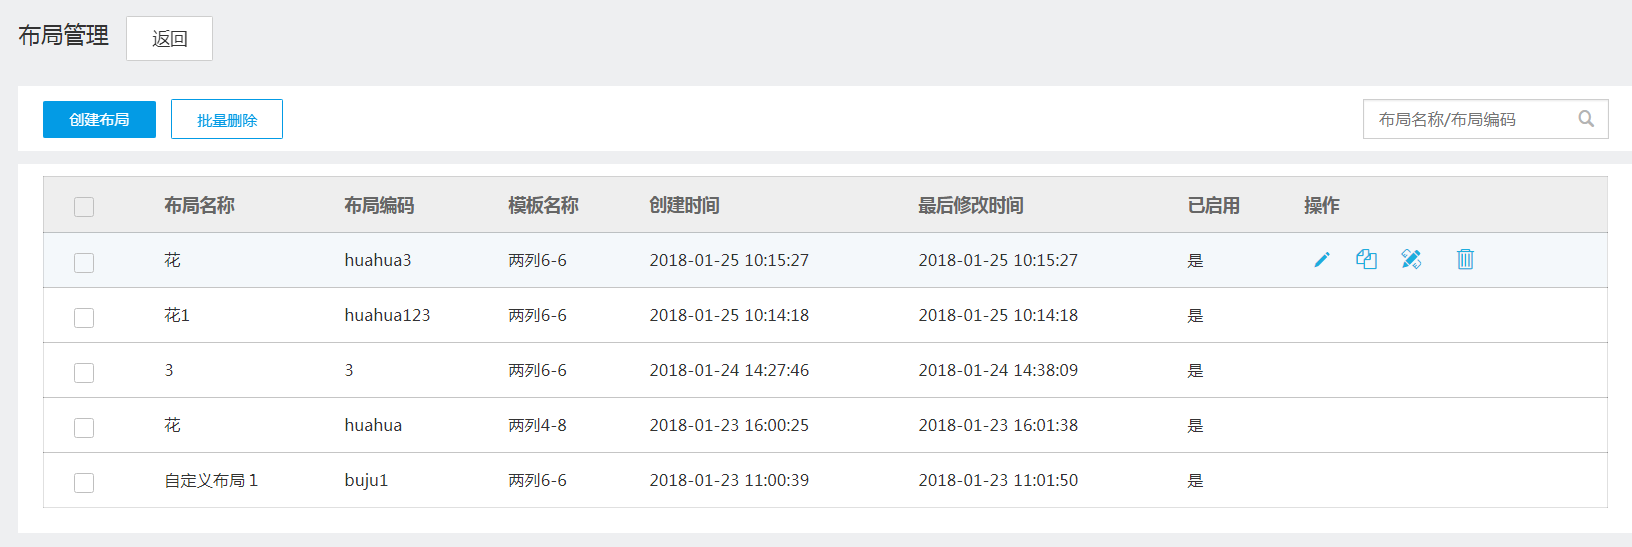 布局管理 返回
创建布局 批量删除 布局名称/布局编码
布局名称 布局编码 模板名称 创建时间 最后修改时间 已启用 操作
花 huahua3 两列6-6 2018-01-25 10:15:27 2018-01-25 10:15:27 是
花1 huahua123 两列6-6 2018-01-25 10:14:18 2018-01-25 10:14:18 是
3 3 两列6-6 2018-01-24 14:27:46 2018-01-24 14:38:09 是
花 huahua 两列4-8 2018-01-23 16:00:25 2018-01-23 16:01:38 是
自定义布局1 buju1 两列6-6 2018-01-23 11:00:39 2018-01-23 11:01:50 是